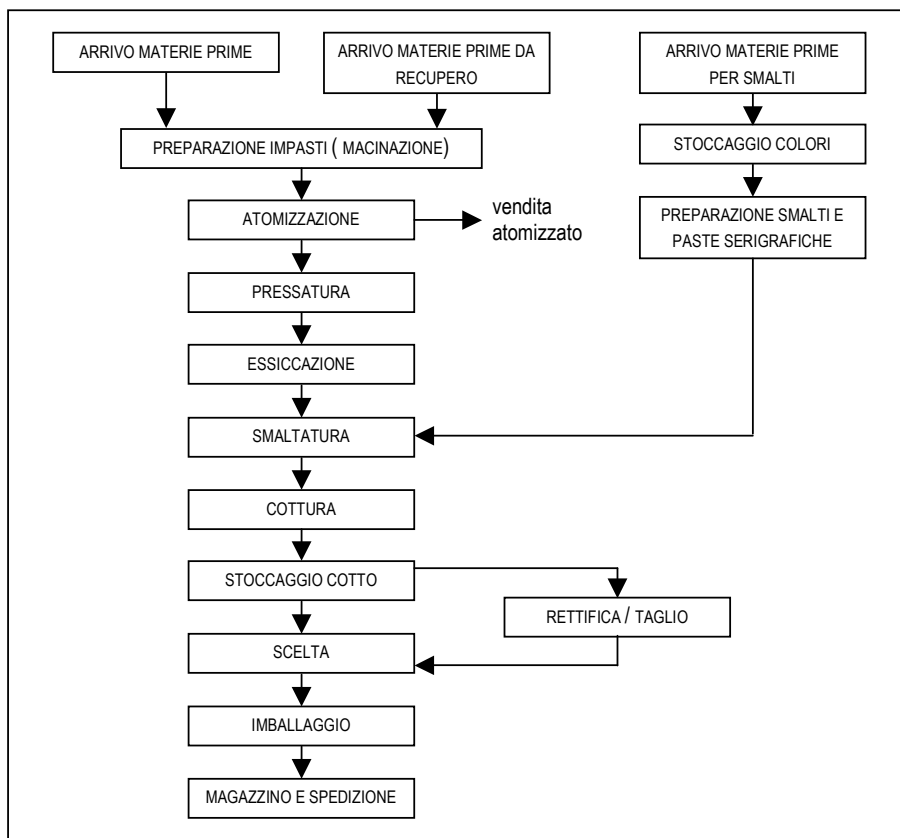 ARRIVO MATERIE PRIME
ARRIVO MATERIE PRIME DA
RECUPERO
ARRIVO MATERIE PRIME
PER SMALTI
PREPARAZIONE IMPASTI ( MACINAZIONE)
STOCCAGGIO COLORI
ATOMIZZAZIONE
vendita
atomizzato
PREPARAZIONE SMALTI E
PASTE SERIGRAFICHE
PRESSATURA
ESSICCAZIONE
SMALTATURA
COTTURA
STOCCAGGIO COTTO
RETTIFICA / TAGLIO
SCELTA
IMBALLAGGIO
MAGAZZINO E SPEDIZIONE